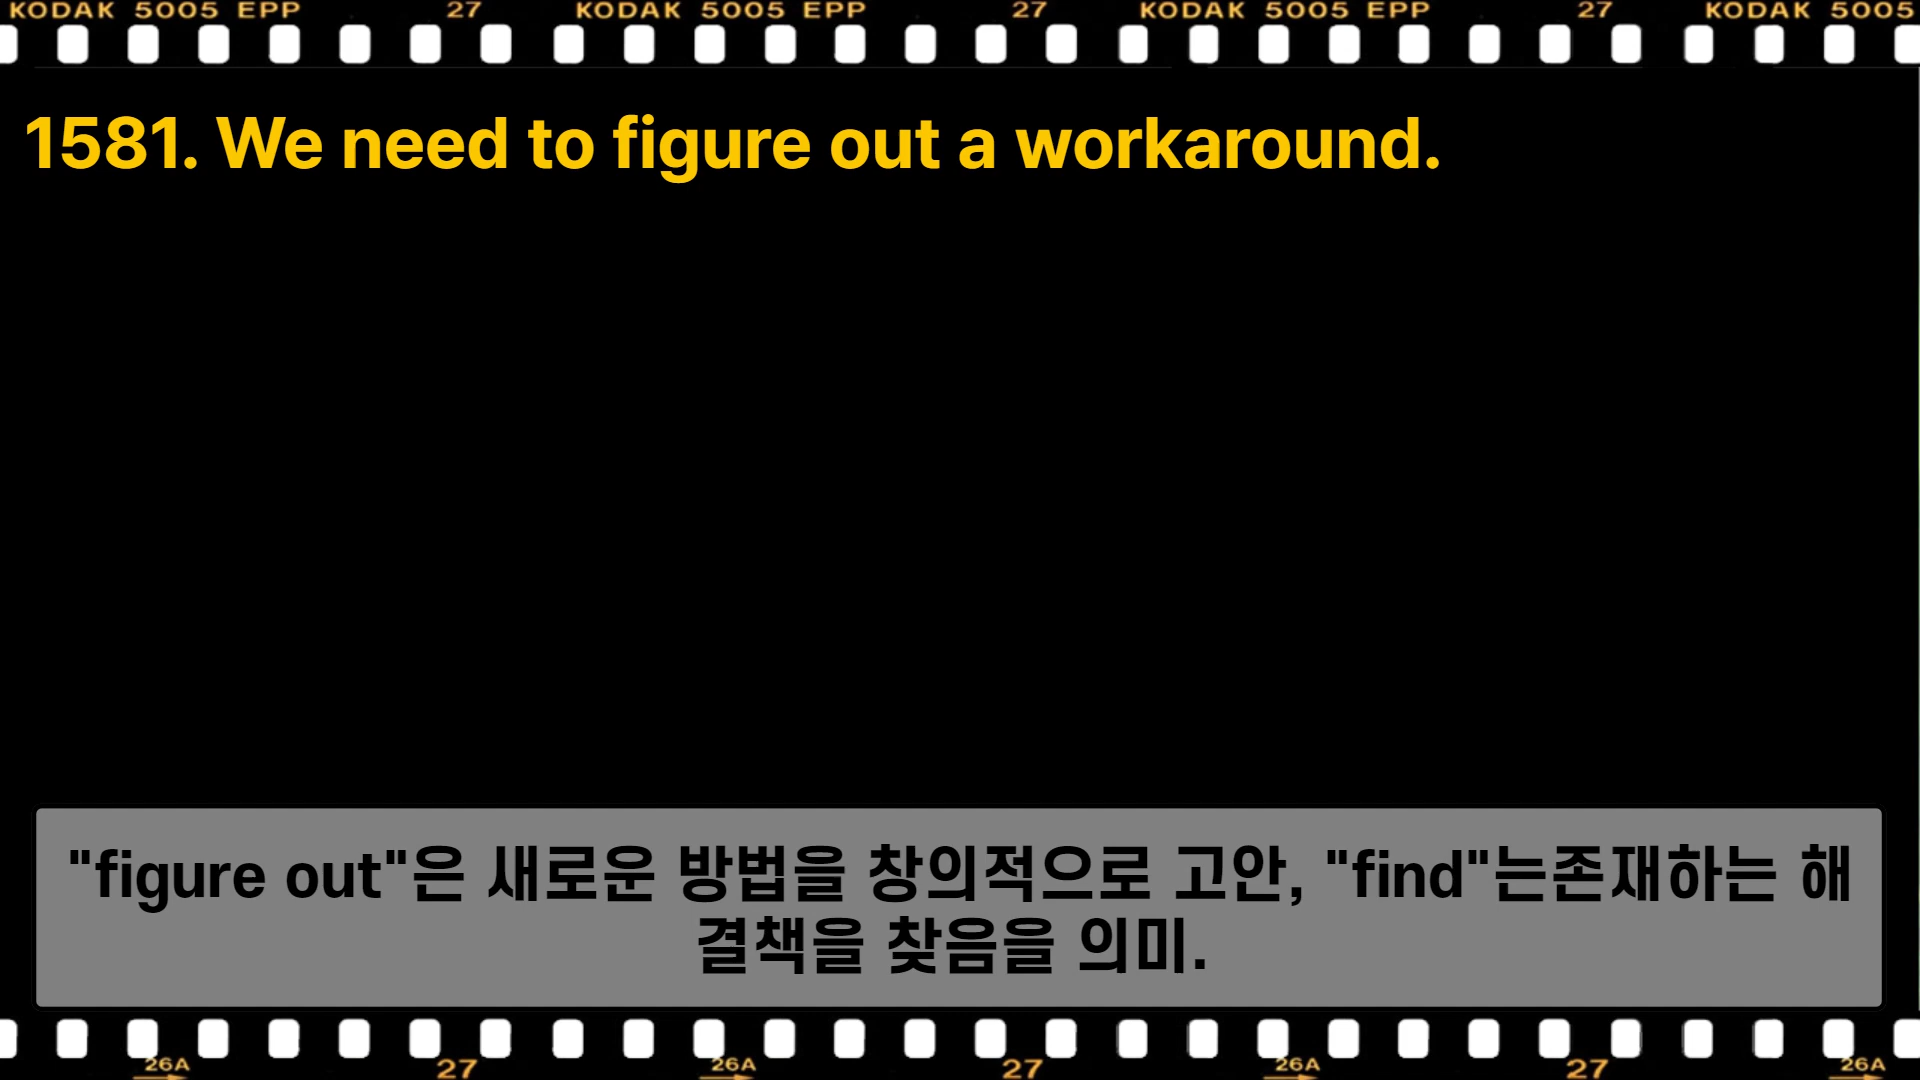 KODAK 5005 EPP 27 KODAK 5005 EPP 27 KODAK 5005 EPP 27 KODAK 5005
1581. We need to figure out a workaround.
"figure out"은 새로운 방법을 창의적으로 고안, "find"는존재하는 해
결책을 찾음을 의미.
26A 27 26A 27 26A 27 26A